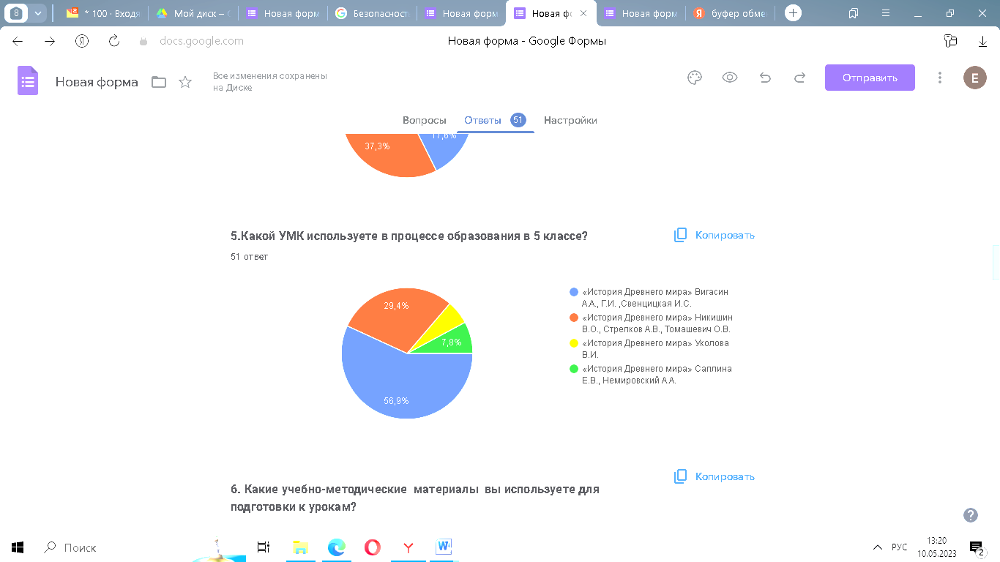 8
* 100 · Входя
Мой диск – (
Новая форм
Безопасност
Новая форм
Новая фо
Новая форм
буфер обме
docs.google.com
Новая форма - Google Формы
Новая форма
Все изменения сохранены
на Диске
Отправить
Е
Вопросы
Ответы 51
Настройки
17,6%
37,3%
5.Какой УМК используете в процессе образования в 5 классе?
Копировать
51 ответ
29,4%
7,8%
56,9%
«История Древнего мира» Вигасин
А.А., Г.И. ,Свенцицкая И.С.
«История Древнего мира» Никишин
В.О., Стрелков А.В., Томашевич О.В.
«История Древнего мира» Уколова
В.И.
«История Древнего мира» Саплина
Е.В., Немировский А.А.
Копировать
6. Какие учебно-методические материалы вы используете для
подготовки к урокам?
Поиск
РУС
13:20
10.05.2023
2